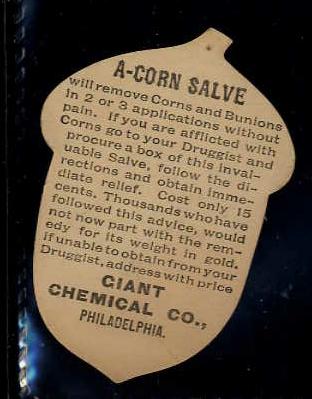 A-CORN SALVE
will remove Corns and Bunions
in 2 or 3 applications without
pain. If you are afflicted with
Corns go to your Druggist and
procure a box of this inval-
uable Salve, follow the di-
rections and obtain imme-
diate relief. Cost only 15
cents. Thousands who have
followed this advice, would
not now part with the rem-
edy for its weight in gold.
if unable to obtain from your
Druggist, address with price
GIANT
CHEMICAL CO.,
PHILADELPHIA.